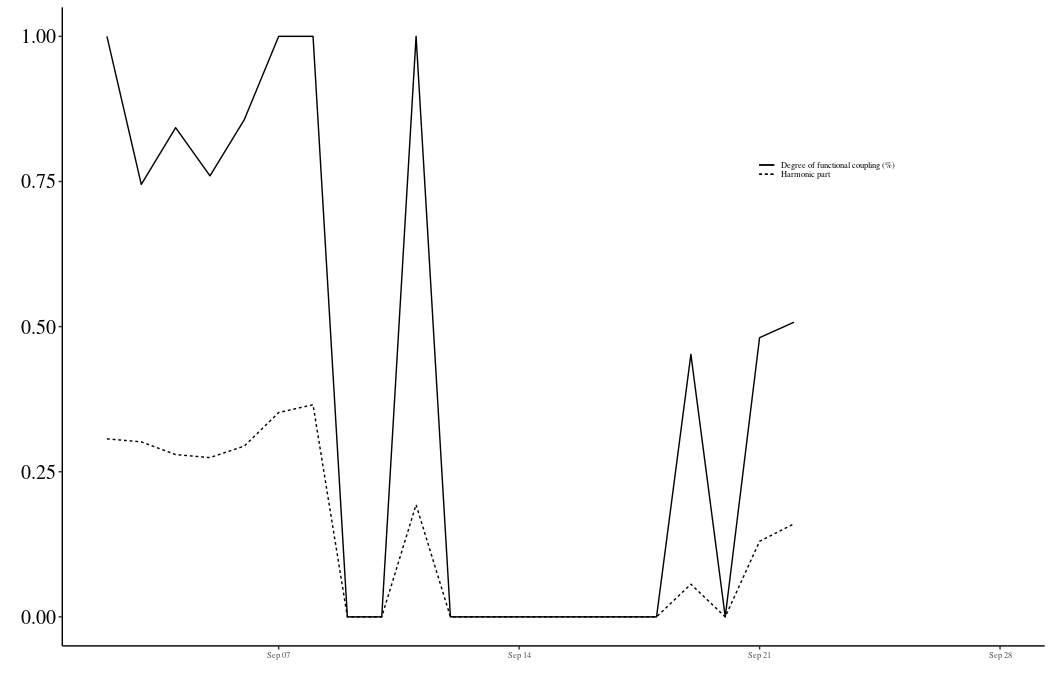 1.00
0.75
0.50
0.25
0.00
Degree of functional coupling (%)
Harmonic part
Sep 07 Sep 14 Sep 21 Sep 28